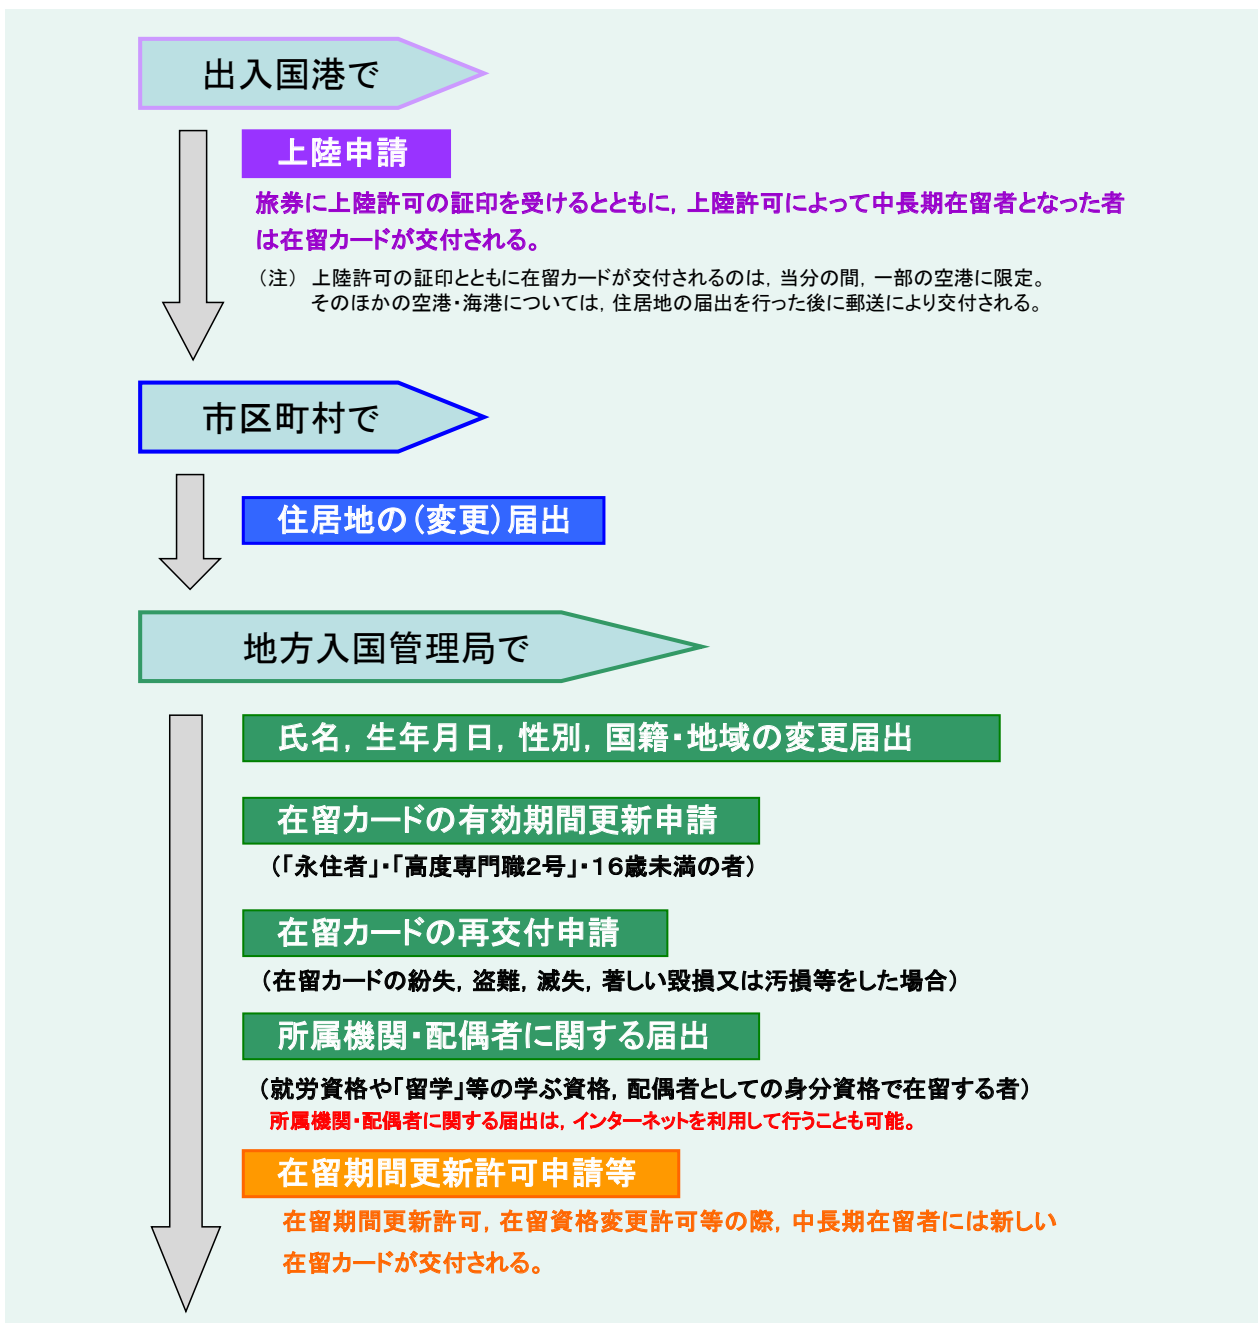 出入国港で
上陸申請
旅券に上陸許可の証印を受けるとともに，上陸許可によって中長期在留者となった者
は在留カードが交付される。
（注）　上陸許可の証印とともに在留カードが交付されるのは，当分の間，一部の空港に限定。
そのほかの空港・海港については，住居地の届出を行った後に郵送により交付される。
市区町村で
住居地の（変更）届出
地方入国管理局で
氏名，生年月日，性別，国籍・地域の変更届出
在留カードの有効期間更新申請
（「永住者」・「高度専門職２号」・１６歳未満の者）
在留カードの再交付申請
（在留カードの紛失，盗難，滅失，著しい毀損又は汚損等をした場合）
所属機関・配偶者に関する届出
（就労資格や「留学」等の学ぶ資格，配偶者としての身分資格で在留する者）
所属機関・配偶者に関する届出は，インターネットを利用して行うことも可能。
在留期間更新許可申請等
在留期間更新許可，在留資格変更許可等の際，中長期在留者には新しい
在留カードが交付される。